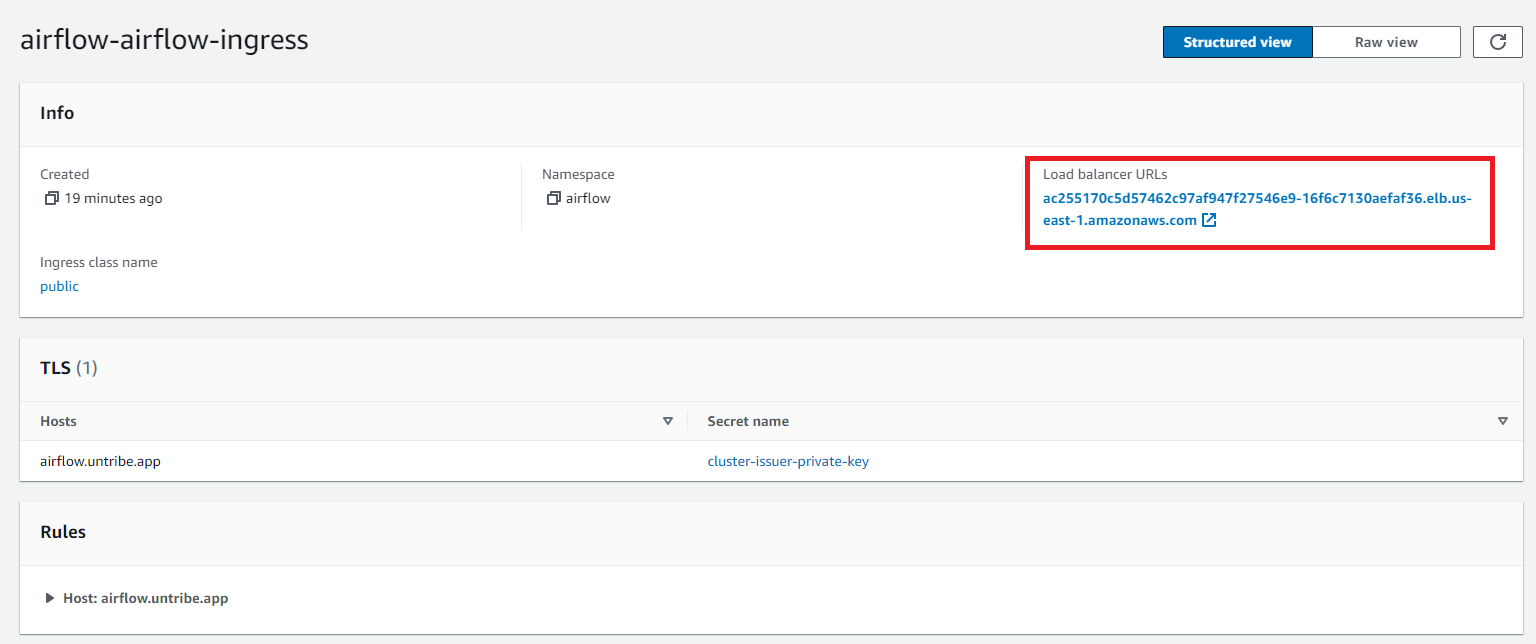 airflow-airflow-ingress
Structured view
Raw view
Info
Created
19 minutes ago
Namespace
airflow
Load balancer URLs
ac255170c5d57462c97af947f27546e9-16f6c7130aefaf36.elb.us-
east-1.amazonaws.com
Ingress class name
public
TLS (1)
Hosts
Secret name
airflow.untribe.app
cluster-issuer-private-key
Rules
Host: airflow.untribe.app